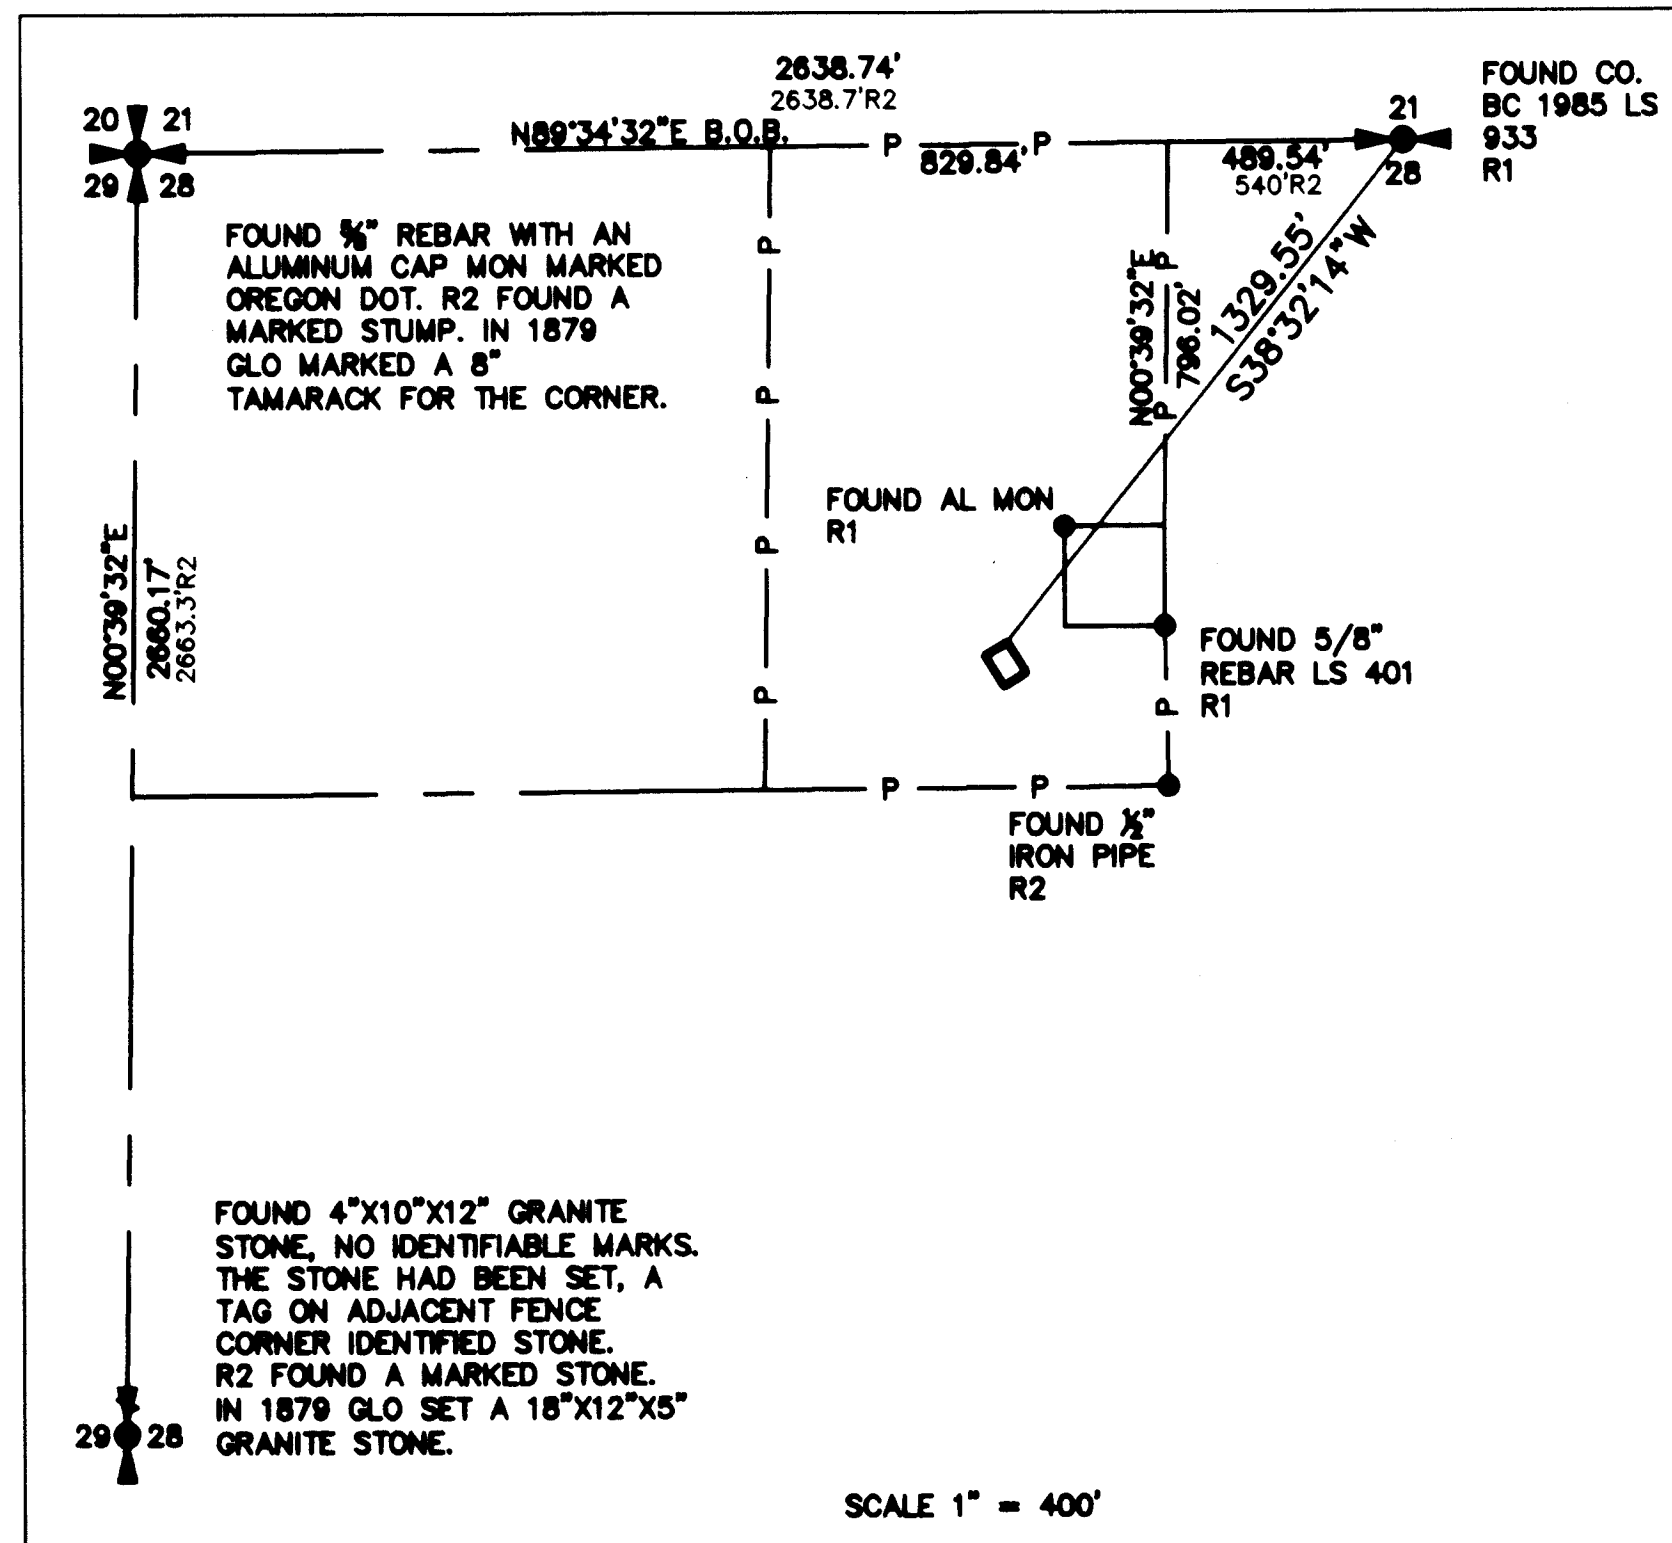 2638.74'
2638.7'R2
20 21
29 28
N89°34'32"E B.O.B.
P 829.84' P
489.54'
540'R2
21
28
FOUND CO.
BC 1985 LS
933
R1
FOUND 5/8" REBAR WITH AN
ALUMINUM CAP MON MARKED
OREGON DOT. R2 FOUND A
MARKED STUMP. IN 1879
GLO MARKED A 8"
TAMARACK FOR THE CORNER.
P
P
P
P
N00°39'32"E
796.02'
P
P
1329.55'
S38°32'14"W
FOUND AL MON
R1
N00°39'32"E
2660.17'
2663.3'R2
FOUND 5/8"
REBAR LS 401
R1
P
P P
FOUND ½"
IRON PIPE
R2
FOUND 4"X10"X12" GRANITE
STONE, NO IDENTIFIABLE MARKS.
THE STONE HAD BEEN SET, A
TAG ON ADJACENT FENCE
CORNER IDENTIFIED STONE.
R2 FOUND A MARKED STONE.
IN 1879 GLO SET A 18"X12"X5"
GRANITE STONE.
29 28
SCALE 1" = 400'